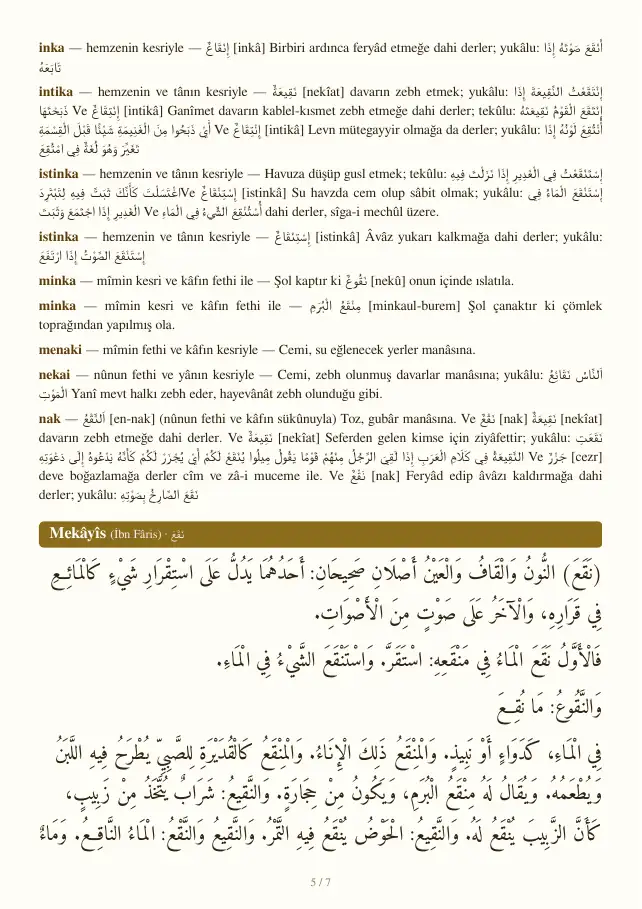 inka — hemzenin kesriyle — إِنْقَاعٌ [inkâ] Birbiri ardınca feryâd etmeğe dahi derler; yukâlu: أَنْقَعَ صَوْتَهُ إِذَا
تَابَعَهُ
intika — hemzenin ve tânın kesriyle — نَقِيعَةٌ [nekîat] davarın zebh etmek; yukâlu: إِنْتَقَعْتُ النَّقِيعَةَ إِذَا
ذَبَحْتَهَا Ve إِنْتِقَاعٌ [intikâ] Ganîmet davarın kablel-kısmet zebh etmeğe dahi derler; tekûlu: إِنْتَقَعَ الْقَوْمُ نَقِيعَتَهُ
أَيْ ذَبَحُوا مِنَ الْغَنِيمَةِ شَيْئًا قَبْلَ الْقِسْمَةِ Ve إِنْتِقَاعٌ [intikâ] Levn mütegayyir olmağa da derler; yukâlu: أُنْتُقِعَ لَوْنُهُ إِذَا
تَغَيَّرَ وَهُوَ لُغَةٌ فِي امْتُقِعَ
istinka — hemzenin ve tânın kesriyle — Havuza düşüp gusl etmek; tekûlu: إِسْتَنْقَعْتُ فِي الْغَدِيرِ إِذَا نَزَلْتَ فِيهِ
اغْتَسَلْتَ كَأَنَّكَ ثَبَتَّ فِيهِ لِتَبْتَرِدَ Ve إِسْتِنْقَاعٌ [istinkâ] Su havzda cem olup sâbit olmak; yukâlu: إِسْتَنْقَعَ الْمَاءُ فِي
الْغَدِيرِ إِذَا اجْتَمَعَ وَثَبَتَ Ve أُسْتُنْقِعَ الشَّيْءُ فِي الْمَاءِ dahi derler, sîga-i mechûl üzere.
istinka — hemzenin ve tânın kesriyle — إِسْتِنْقَاعٌ [istinkâ] Âvâz yukarı kalkmağa dahi derler; yukâlu:
إِسْتَنْقَعَ الصَّوْتُ إِذَا ارْتَفَعَ
minka — mîmin kesri ve kâfın fethi ile — Şol kaptır ki نَقُوعٌ [nekû] onun içinde ıslatıla.
minka — mîmin kesri ve kâfın fethi ile — مِنْقَعُ الْبُرَمِ [minkaul-burem] Şol çanaktır ki çömlek
toprağından yapılmış ola.
menaki — mîmin fethi ve kâfın kesriyle — Cemi, su eğlenecek yerler manâsına.
nekai — nûnun fethi ve yânın kesriyle — Cemi, zebh olunmuş davarlar manâsına; yukâlu: اَلنَّاسُ نَقَائِعُ
الْمَوْتِ Yanî mevt halkı zebh eder, hayevânât zebh olunduğu gibi.
nak — اَلنَّقْعُ [en-nak] (nûnun fethi ve kâfın sükûnuyla) Toz, gubâr manâsına. Ve نَقْعٌ [nak] نَقِيعَةٌ [nekîat]
davarın zebh etmeğe dahi derler. Ve نَقِيعَةٌ [nekîat] Seferden gelen kimse için ziyâfettir; yukâlu: نَقَعَتِ
النَّقِيعَةُ فِي كَلَامِ الْعَرَبِ إِذَا لَقِيَ الرَّجُلُ مِنْهُمْ قَوْمًا يَقُولُ مِيلُوا يُنْقَعْ لَكُمْ أَيْ يُجْزَرْ لَكُمْ كَأَنَّهُ يَدْعُوهُ إِلَى دَعْوَتِهِ Ve جَزْرٌ [cezr]
deve boğazlamağa derler cîm ve zâ-i muceme ile. Ve نَقْعٌ [nak] Feryâd edip âvâzı kaldırmağa dahi
derler; yukâlu: نَقَعَ الصَّارِخُ بِصَوْتِهِ
Mekâyîs (İbn Fâris) · نَقَعَ
(نَقَعَ) النُّونُ وَالْقَافُ وَالْعَيْنُ أَصْلَانِ صَحِيحَانِ: أَحَدُهُمَا يَدُلُّ عَلَى اسْتِقْرَارِ شَيْءٍ كَالْمَائِعِ
فِي قَرَارِهِ، وَالْآخَرُ عَلَى صَوْتٍ مِنَ الْأَصْوَاتِ.
فَالْأَوَّلُ نَقَعَ الْمَاءُ فِي مَنْقَعِهِ: اسْتَقَرَّ. وَاسْتَنْقَعَ الشَّيْءُ فِي الْمَاءِ.
وَالنَّقُوعُ: مَا نُقِعَ
فِي الْمَاءِ، كَدَوَاءٍ أَوْ نَبِيذٍ. وَالْمِنْقَعُ ذَلِكَ الْإِنَاءُ. وَالْمِنْقَعُ كَالْقُدَيْرَةِ لِلصَّبِيِّ يُطْرَحُ فِيهِ اللَّبَنُ
وَيُطْعَمُهُ. وَيُقَالُ لَهُ مِنْقَعُ الْبُرَمِ، وَيَكُونُ مِنْ حِجَارَةٍ. وَالنَّقِيعُ: شَرَابٌ يُتَّخَذُ مِنْ زَبِيبٍ،
كَأَنَّ الزَّبِيبَ يُنْقَعُ لَهُ. وَالنَّقِيعُ: الْحَوْضُ يُنْقَعُ فِيهِ التَّمْرُ. وَالنَّقِيعُ وَالنَّقْعُ: الْمَاءُ النَّاقِعُ. وَمَاءٌ
5 / 7